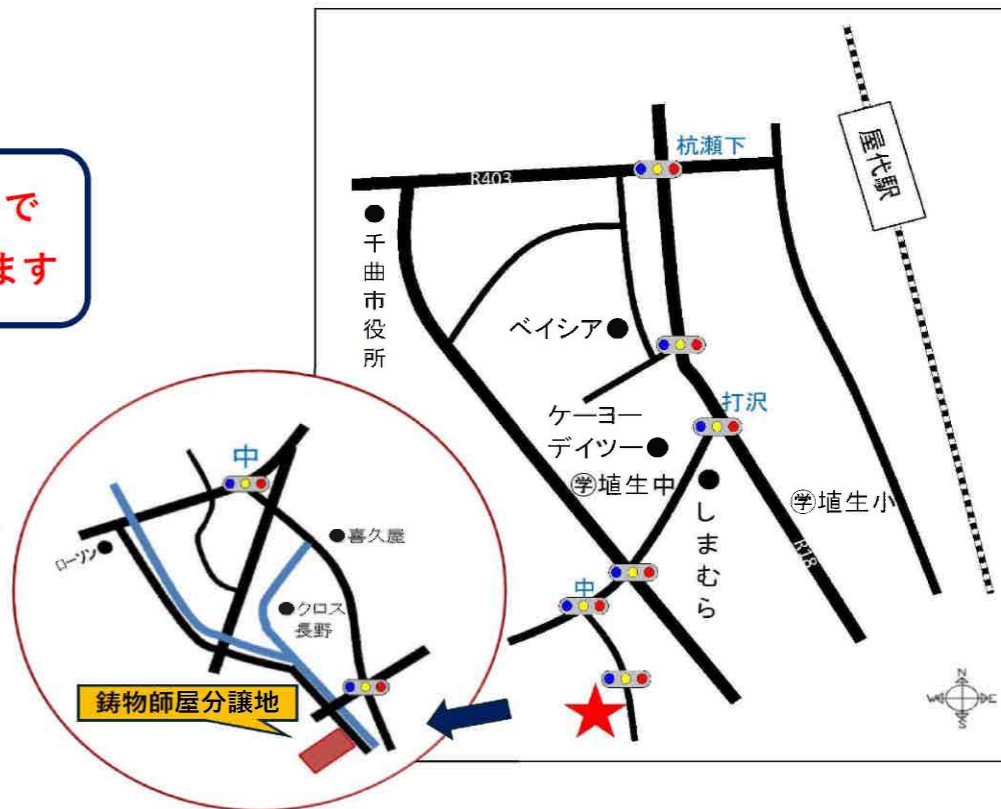 で
ます
杭瀬下
R403
屋代駅
千曲市役所
ベイシア
打沢
ケーヨー
デイツー
㊫埴生中
㊫埴生小
しまむら
R18
中
中
喜久屋
ローソン
クロス
長野
鋳物師屋分譲地
N
W E
S